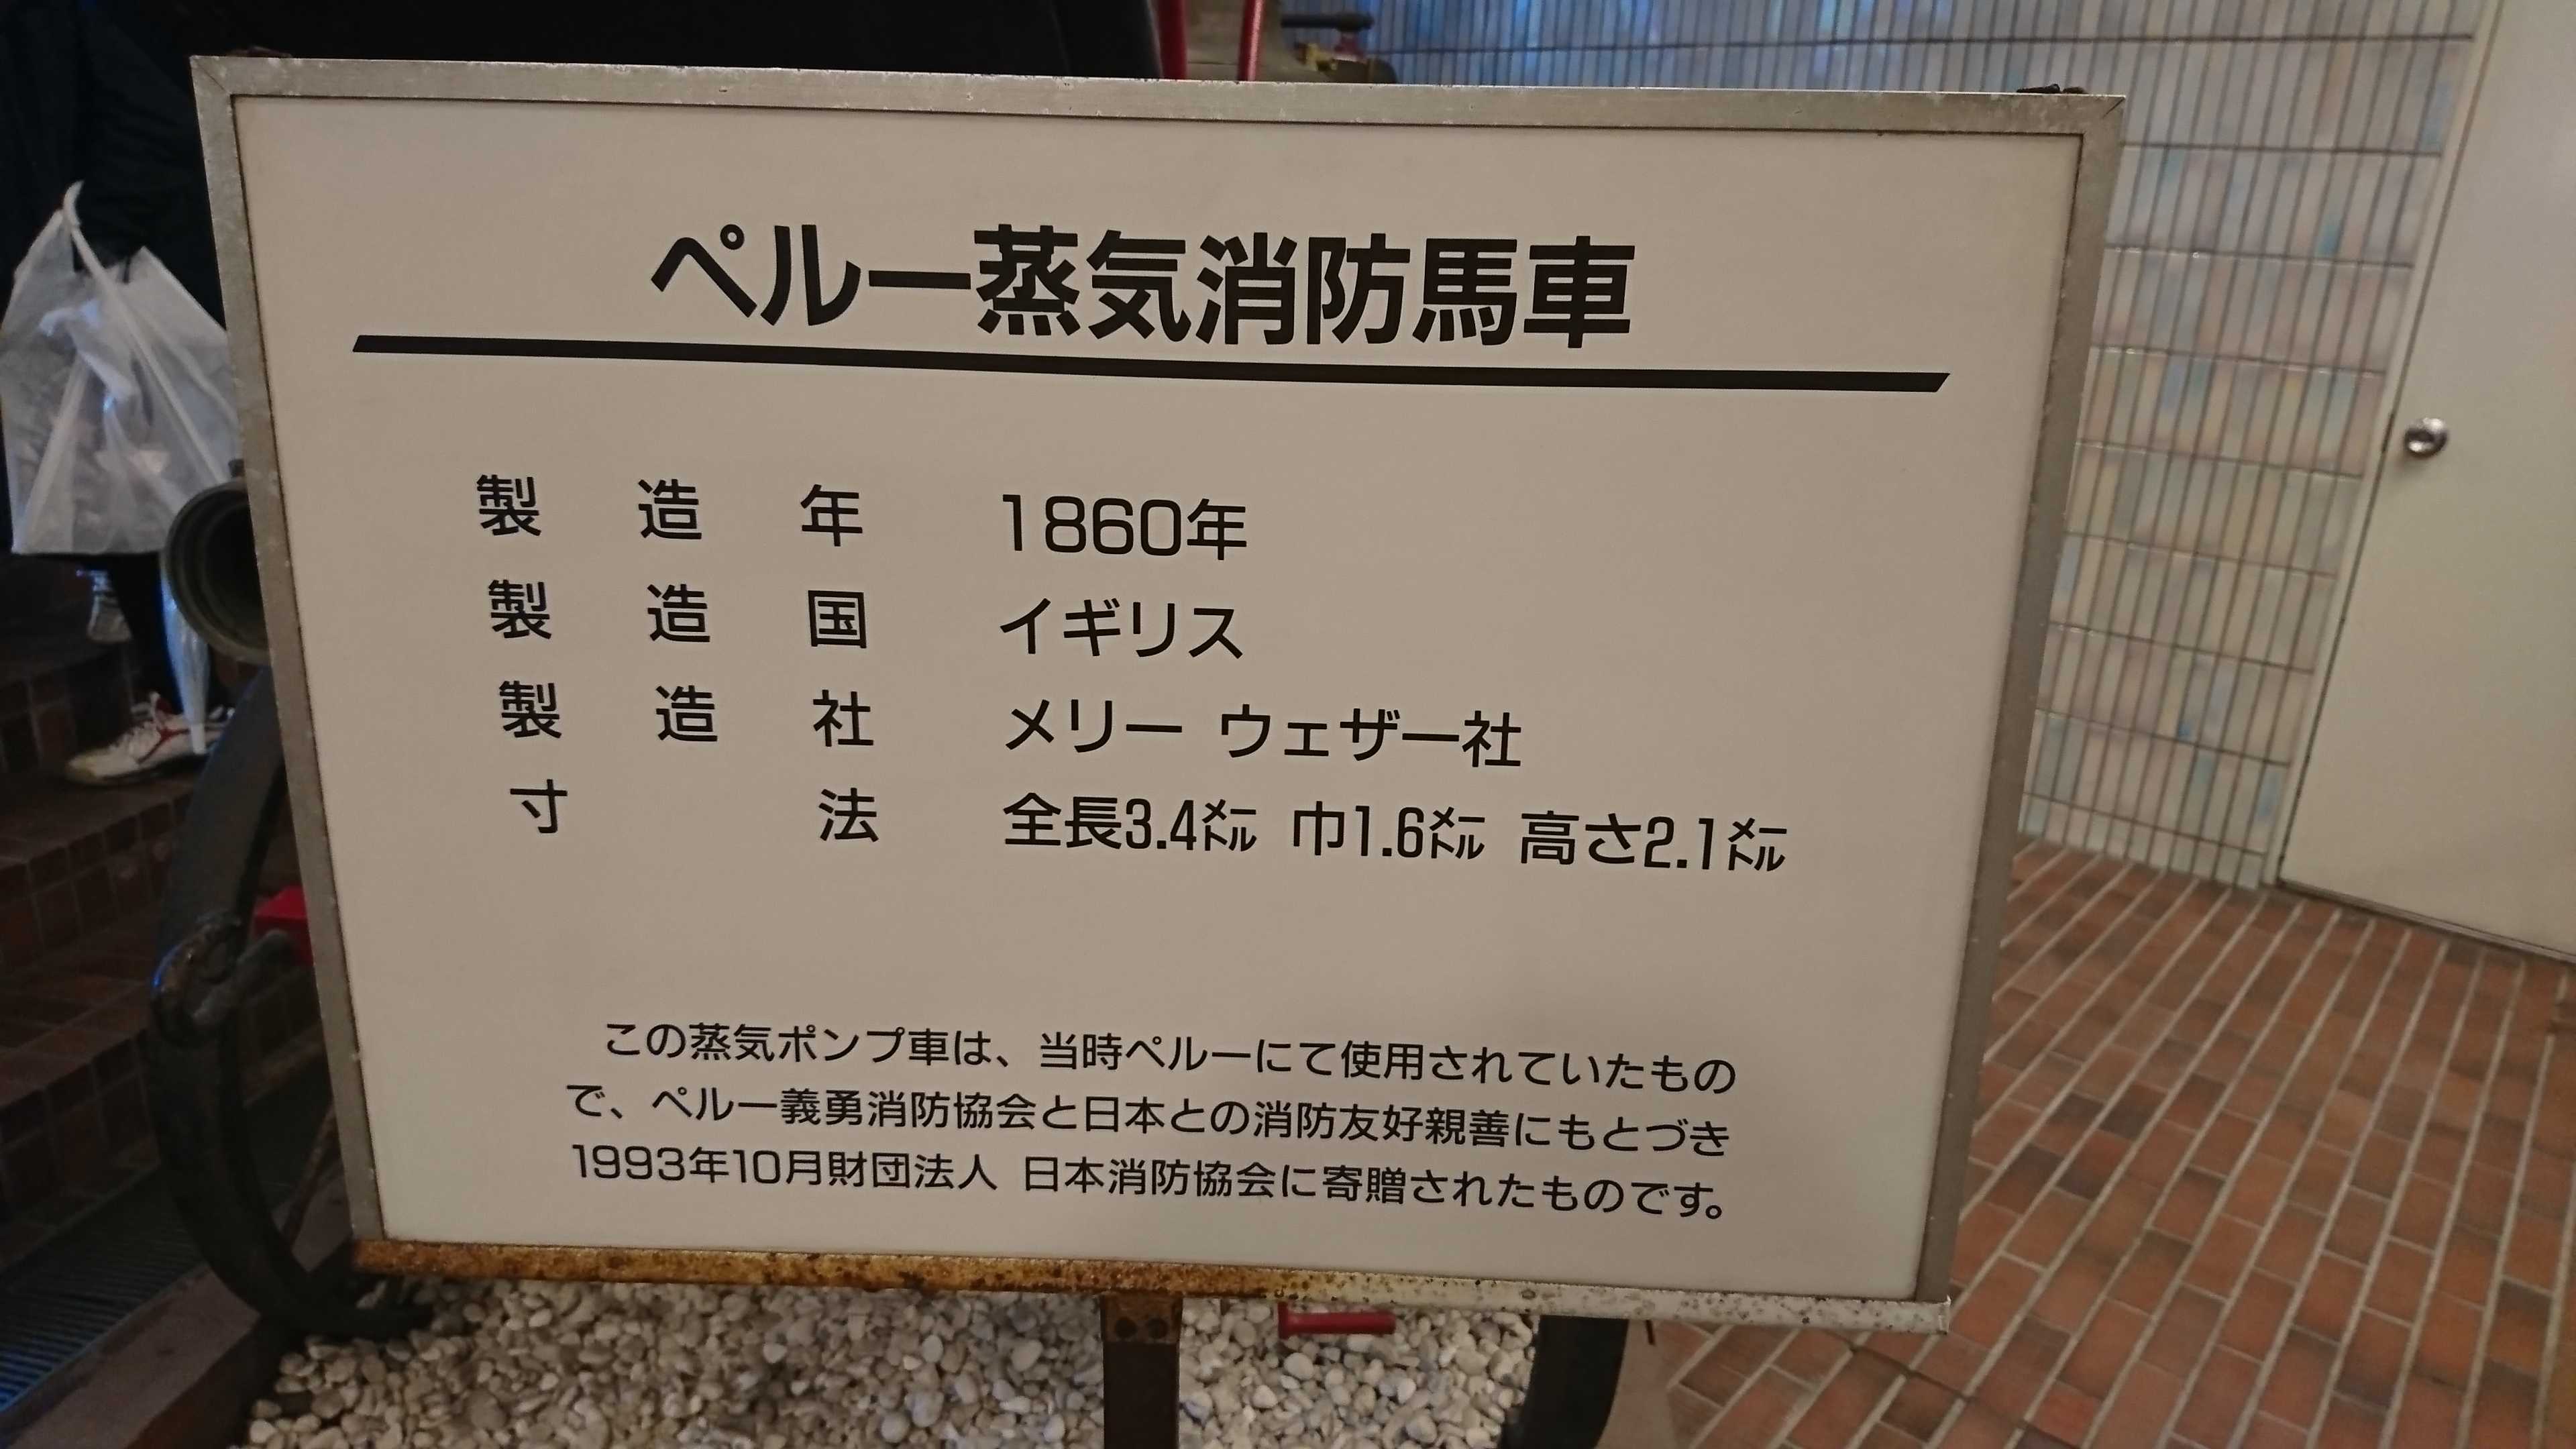 ペルー蒸気消防馬車
製造年 1860年
製造国 イギリス
製造社 メリー ウェザー社
寸法 全長3.4㍍ 巾1.6㍍ 高さ2.1㍍
この蒸気ポンプ車は、当時ペルーにて使用されていたもの
で、ペルー義勇消防協会と日本との消防友好親善にもとづき
1993年10月財団法人 日本消防協会に寄贈されたものです。